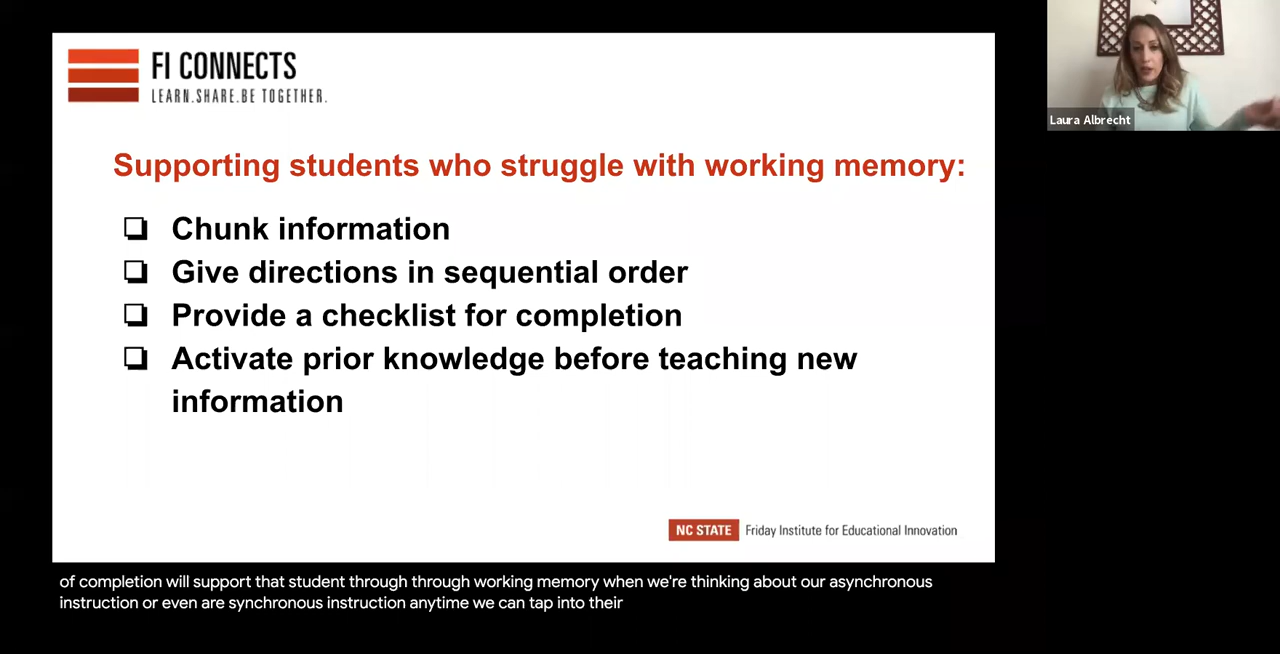 FI CONNECTS
LEARN.SHARE.BE TOGETHER.
Laura Albrecht
Supporting students who struggle with working memory:
Chunk information
Give directions in sequential order
Provide a checklist for completion
Activate prior knowledge before teaching new
information
NC STATE Friday Institute for Educational Innovation
of completion will support that student through through working memory when we're thinking about our asynchronous
instruction or even are synchronous instruction anytime we can tap into their